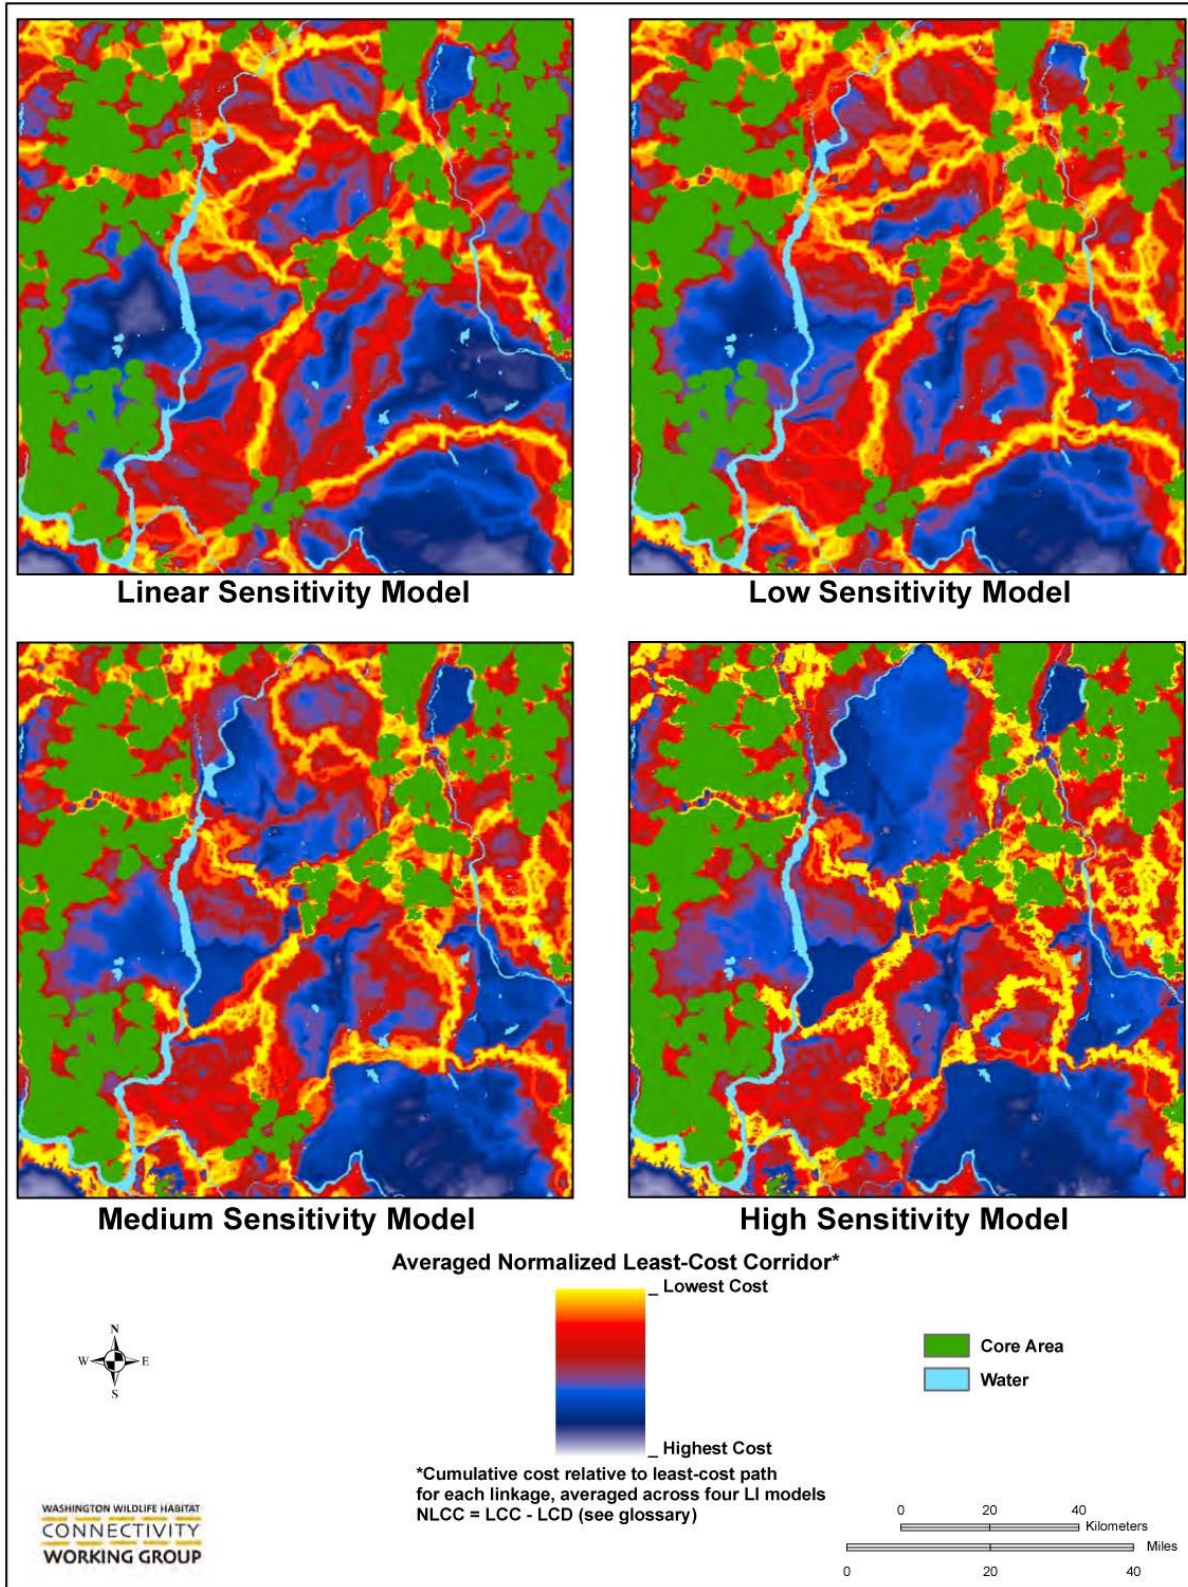 Linear Sensitivity Model
Low Sensitivity Model
Medium Sensitivity Model
High Sensitivity Model
Averaged Normalized Least-Cost Corridor*
_ Lowest Cost
_ Highest Cost
*Cumulative cost relative to least-cost path
for each linkage, averaged across four LI models
NLCC = LCC - LCD (see glossary)
N
W E
S
Core Area
Water
WASHINGTON WILDLIFE HABITAT
CONNECTIVITY
WORKING GROUP
0 20 40
Kilometers
Miles
0 20 40